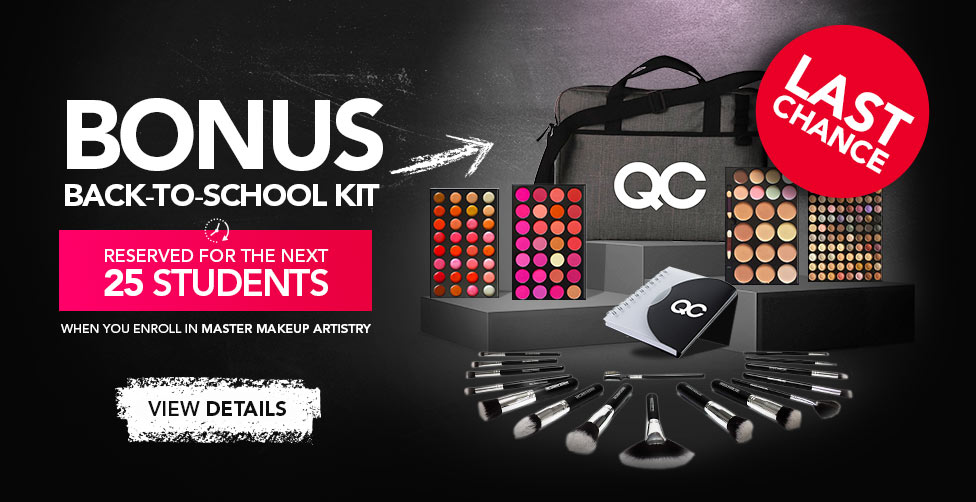 BONUS
BACK-TO-SCHOOL KIT
RESERVED FOR THE NEXT
25 STUDENTS
WHEN YOU ENROLL IN MASTER MAKEUP ARTISTRY
VIEW DETAILS
LAST
CHANCE
QC
QC